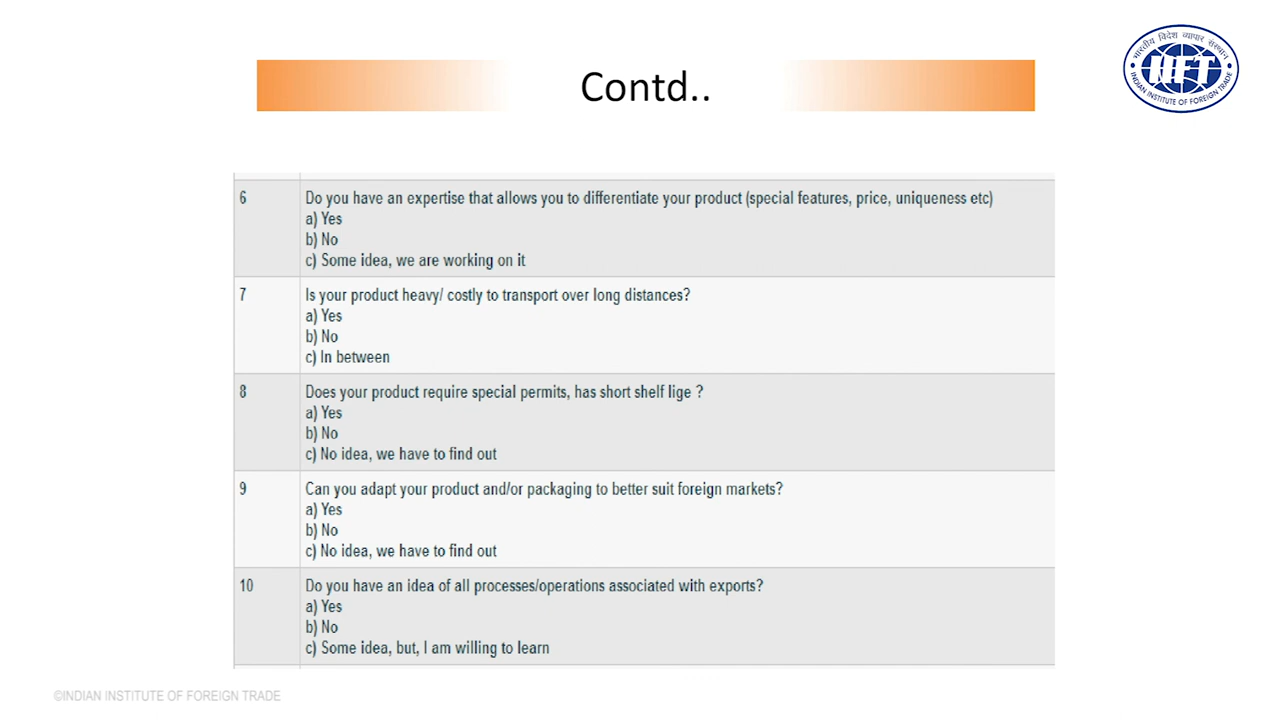 Contd..
भारतीय विदेश व्यापार संस्थान
IIFT
INDIAN INSTITUTE OF FOREIGN TRADE
6 Do you have an expertise that allows you to differentiate your product (special features, price, uniqueness etc)
a) Yes
b) No
c) Some idea, we are working on it
7 Is your product heavy/ costly to transport over long distances?
a) Yes
b) No
c) In between
8 Does your product require special permits, has short shelf lige ?
a) Yes
b) No
c) No idea, we have to find out
9 Can you adapt your product and/or packaging to better suit foreign markets?
a) Yes
b) No
c) No idea, we have to find out
10 Do you have an idea of all processes/operations associated with exports?
a) Yes
b) No
c) Some idea, but, I am willing to learn
©INDIAN INSTITUTE OF FOREIGN TRADE